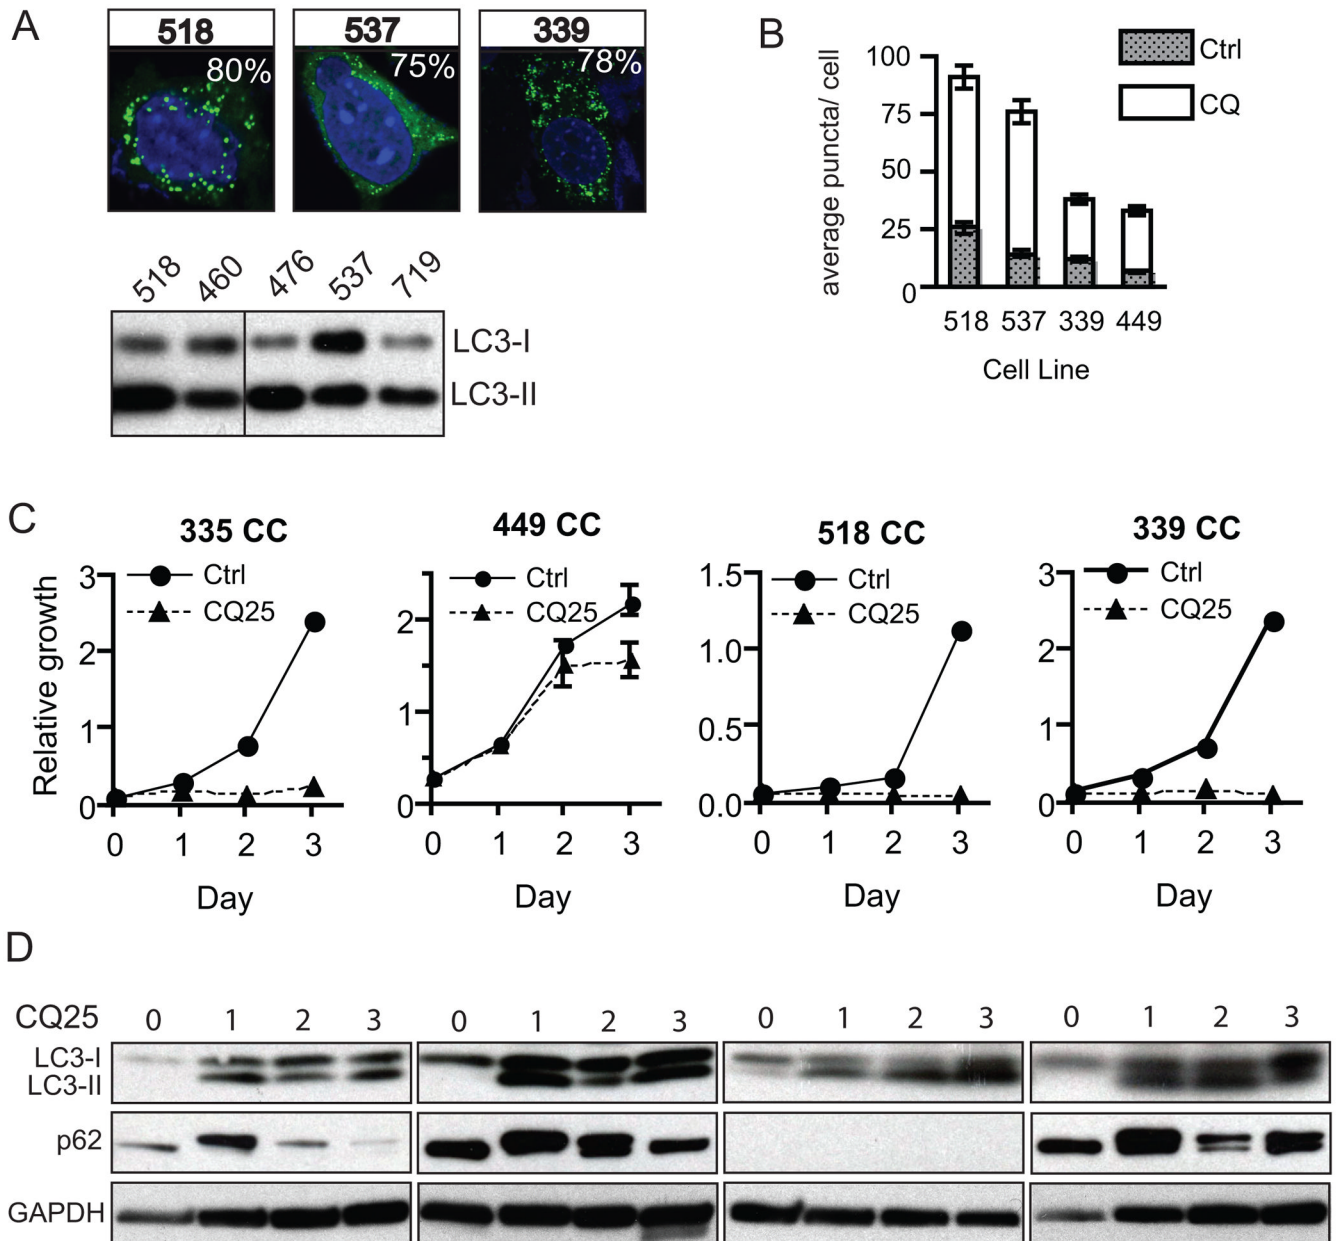 A
518
537
339
80%
75%
78%
518 460 476 537 719
LC3-I
LC3-II
B
average puncta/ cell
100
75
50
25
0
Ctrl
CQ
518 537 339 449
Cell Line
C
335 CC
Ctrl
CQ25
Relative growth
3
2
1
0
0 1 2 3
Day
449 CC
Ctrl
CQ25
2
1
0
0 1 2 3
Day
518 CC
Ctrl
CQ25
1.5
1.0
0.5
0.0
0 1 2 3
Day
339 CC
Ctrl
CQ25
3
2
1
0
0 1 2 3
Day
D
CQ25 0 1 2 3 0 1 2 3 0 1 2 3 0 1 2 3
LC3-I
LC3-II
p62
GAPDH